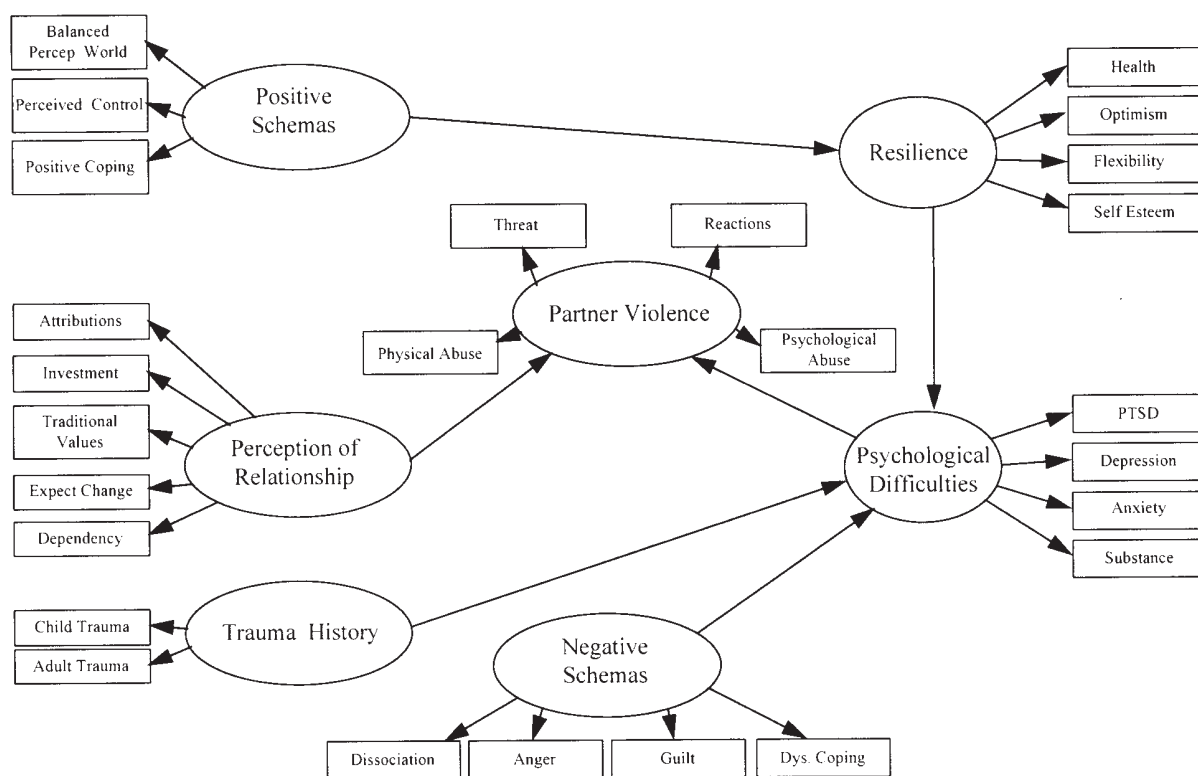 Balanced
Percep World
Perceived Control
Positive Coping
Positive
Schemas
Resilience
Health
Optimism
Flexibility
Self Esteem
Threat
Reactions
Partner Violence
Physical Abuse
Psychological
Abuse
Attributions
Investment
Traditional
Values
Expect Change
Dependency
Perception of
Relationship
Psychological
Difficulties
PTSD
Depression
Anxiety
Substance
Child Trauma
Adult Trauma
Trauma History
Negative
Schemas
Dissociation
Anger
Guilt
Dys. Coping